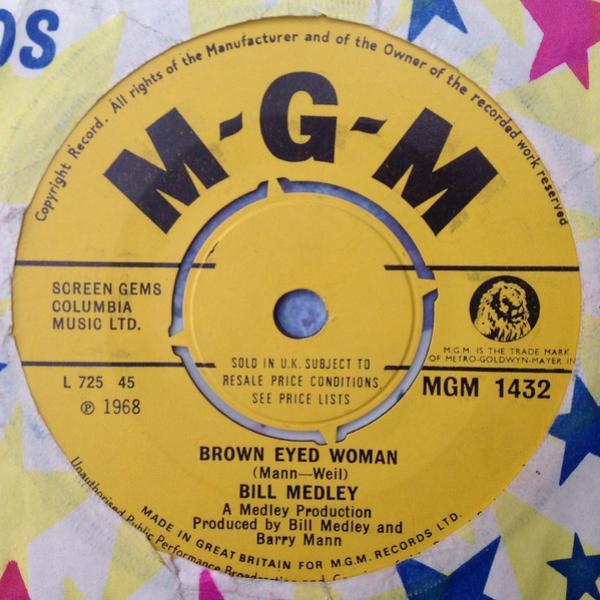 OS
Copyright Record. All rights of the Manufacturer and of the Owner of the recorded work reserved
M-G-M
SCREEN GEMS
COLUMBIA
MUSIC LTD.
M.G.M. IS THE TRADE MARK
OF METRO-GOLDWYN-MAYER IN
SOLD IN U.K. SUBJECT TO
RESALE PRICE CONDITIONS,
SEE PRICE LISTS
L 725 45
℗ 1968
MGM 1432
BROWN EYED WOMAN
(Mann—Weil)
BILL MEDLEY
A Medley Production
Produced by Bill Medley and
Barry Mann
MADE IN GREAT BRITAIN FOR M.G.M. RECORDS LTD.
Unauthorised Public Performance